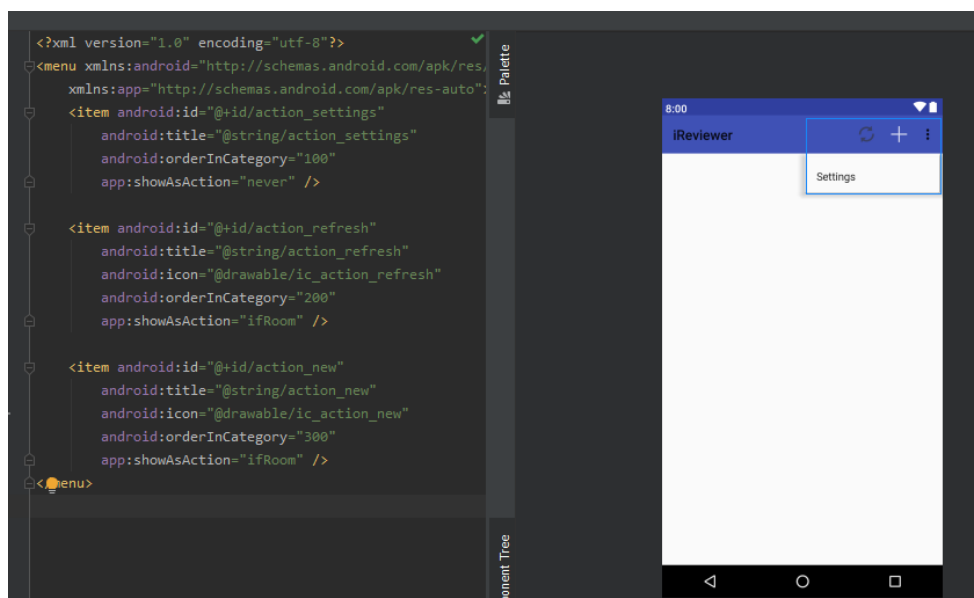 <?xml version="1.0" encoding="utf-8"?>
<menu xmlns:android="http://schemas.android.com/apk/res/
xmlns:app="http://schemas.android.com/apk/res-auto">
<item android:id="@+id/action_settings"
android:title="@string/action_settings"
android:orderInCategory="100"
app:showAsAction="never" />
<item android:id="@+id/action_refresh"
android:title="@string/action_refresh"
android:icon="@drawable/ic_action_refresh"
android:orderInCategory="200"
app:showAsAction="ifRoom" />
<item android:id="@+id/action_new"
android:title="@string/action_new"
android:icon="@drawable/ic_action_new"
android:orderInCategory="300"
app:showAsAction="ifRoom" />
</menu>
Palette
ponent Tree
8:00
iReviewer
Settings